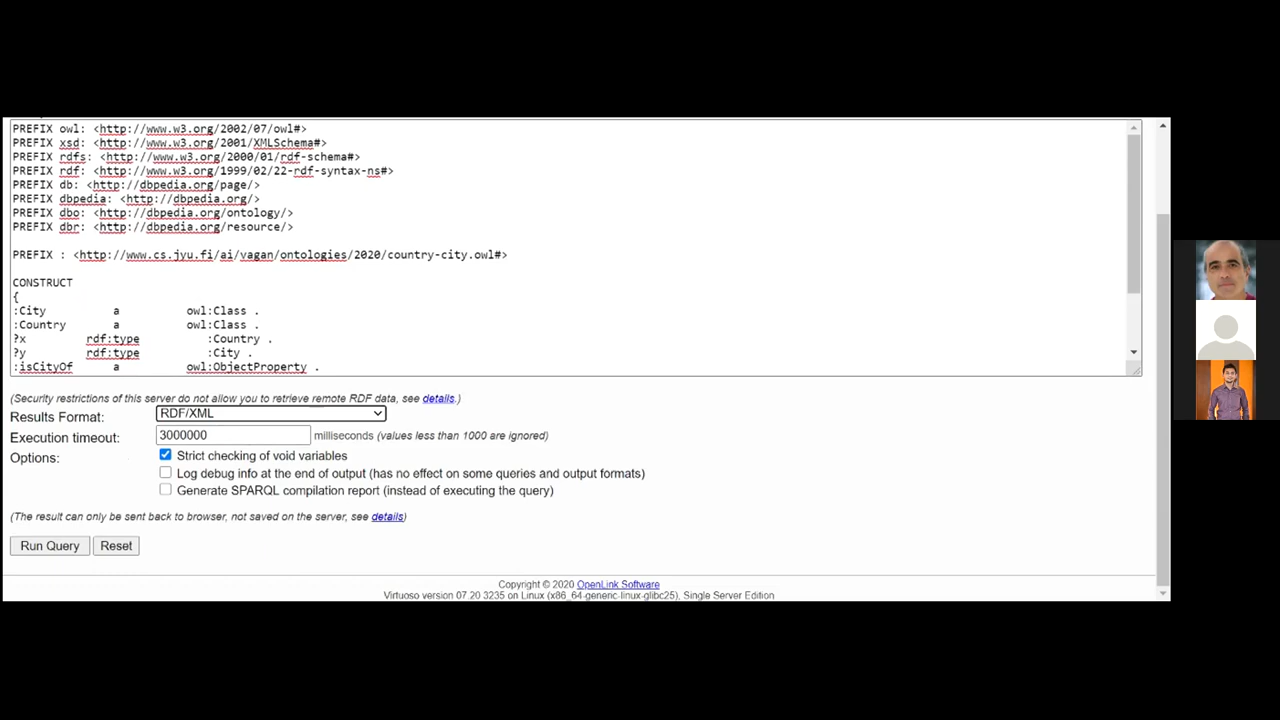 PREFIX owl: <http://www.w3.org/2002/07/owl#>
PREFIX xsd: <http://www.w3.org/2001/XMLSchema#>
PREFIX rdfs: <http://www.w3.org/2000/01/rdf-schema#>
PREFIX rdf: <http://www.w3.org/1999/02/22-rdf-syntax-ns#>
PREFIX db: <http://dbpedia.org/page/>
PREFIX dbpedia: <http://dbpedia.org/>
PREFIX dbo: <http://dbpedia.org/ontology/>
PREFIX dbr: <http://dbpedia.org/resource/>
PREFIX : <http://www.cs.jyu.fi/ai/vagan/ontologies/2020/country-city.owl#>
CONSTRUCT
{
:City a owl:Class .
:Country a owl:Class .
?x rdf:type :Country .
?y rdf:type :City .
:isCityOf a owl:ObjectProperty .
(Security restrictions of this server do not allow you to retrieve remote RDF data, see details.)
Results Format: RDF/XML
Execution timeout: 3000000 milliseconds (values less than 1000 are ignored)
Options: Strict checking of void variables
Log debug info at the end of output (has no effect on some queries and output formats)
Generate SPARQL compilation report (instead of executing the query)
(The result can only be sent back to browser, not saved on the server, see details)
Run Query Reset
Copyright © 2020 OpenLink Software
Virtuoso version 07.20 3235 on Linux (x86_64-generic-linux-glibc25), Single Server Edition